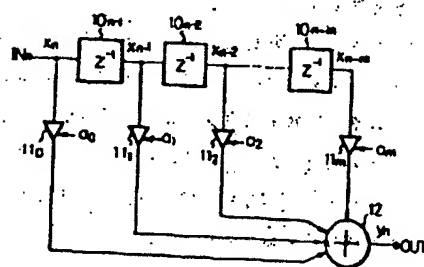 10n-1 10n-2 10n-m
INn xn Z⁻¹ xn-1 Z⁻¹ xn-2 Z⁻¹ xn-m
11₀ a₀ 11₁ a₁ 11₂ a₂ 11m am
12
+ yn OUT